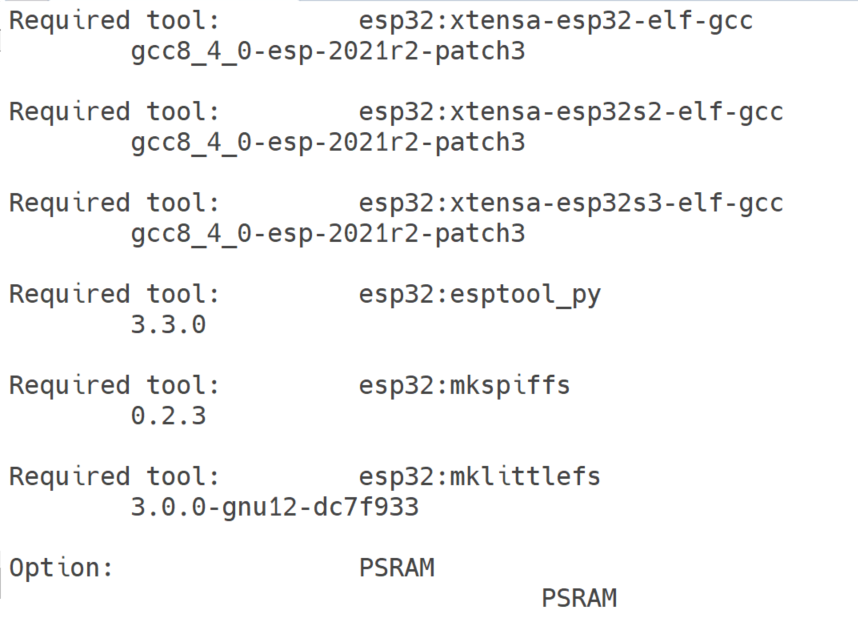 Required tool: esp32:xtensa-esp32-elf-gcc
gcc8_4_0-esp-2021r2-patch3
Required tool: esp32:xtensa-esp32s2-elf-gcc
gcc8_4_0-esp-2021r2-patch3
Required tool: esp32:xtensa-esp32s3-elf-gcc
gcc8_4_0-esp-2021r2-patch3
Required tool: esp32:esptool_py
3.3.0
Required tool: esp32:mkspiffs
0.2.3
Required tool: esp32:mklittlefs
3.0.0-gnu12-dc7f933
Option: PSRAM
PSRAM